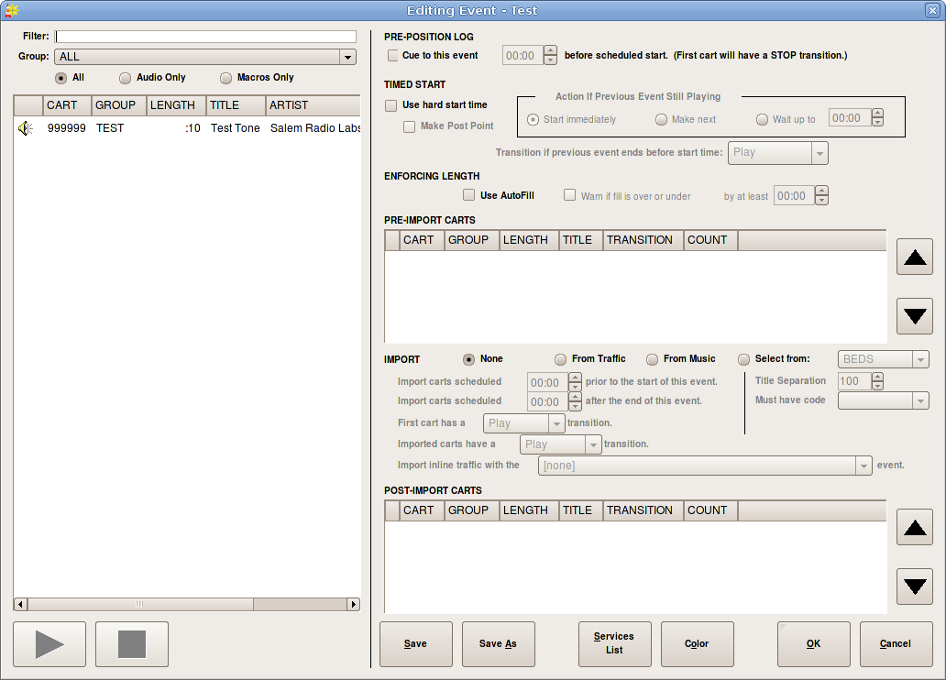 Editing Event - Test
Filter:
Group: ALL
All Audio Only Macros Only
CART GROUP LENGTH TITLE ARTIST
999999 TEST :10 Test Tone Salem Radio Labs
PRE-POSITION LOG
Cue to this event 00:00 before scheduled start. (First cart will have a STOP transition.)
TIMED START
Use hard start time
Make Post Point
Action If Previous Event Still Playing
Start immediately Make next Wait up to 00:00
Transition if previous event ends before start time: Play
ENFORCING LENGTH
Use AutoFill Warn if fill is over or under by at least 00:00
PRE-IMPORT CARTS
CART GROUP LENGTH TITLE TRANSITION COUNT
IMPORT None From Traffic From Music Select from: BEDS
Import carts scheduled 00:00 prior to the start of this event.
Title Separation 100
Import carts scheduled 00:00 after the end of this event.
Must have code
First cart has a Play transition.
Imported carts have a Play transition.
Import inline traffic with the [none] event.
POST-IMPORT CARTS
CART GROUP LENGTH TITLE TRANSITION COUNT
Save Save As Services List Color OK Cancel